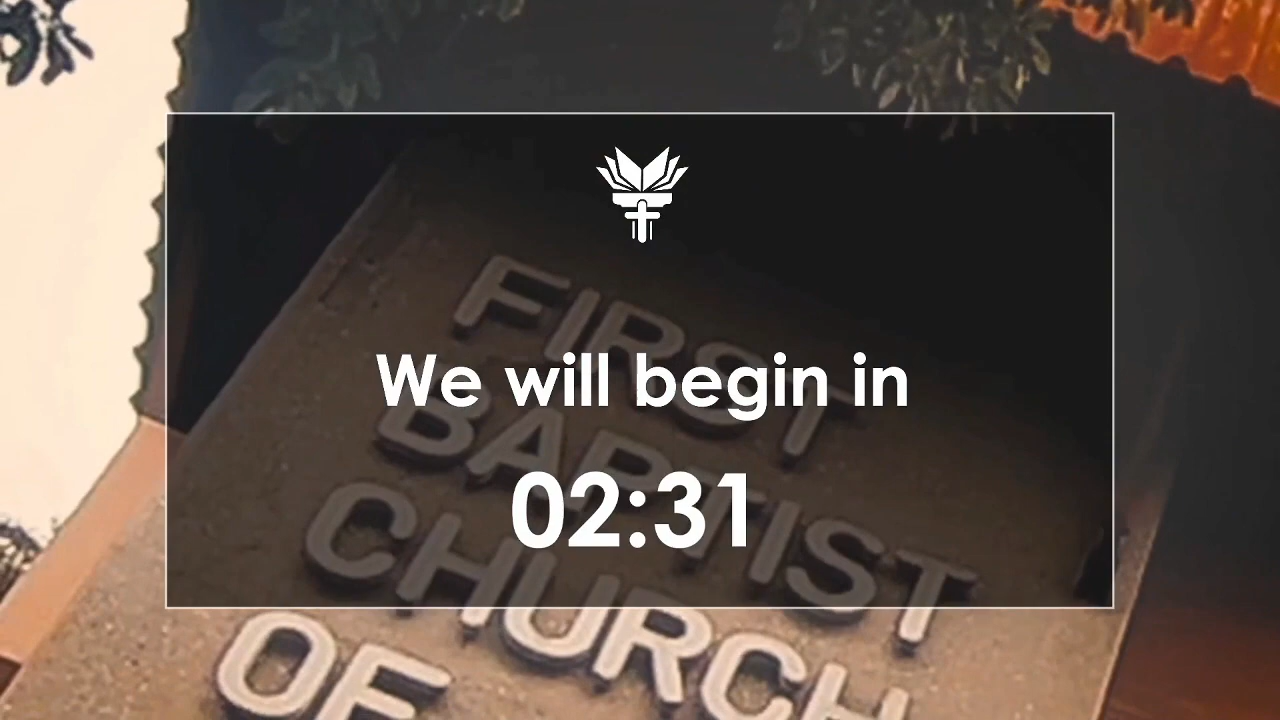 We will begin in
02:31
FIRST
BAPTIST
CHURCH
OF